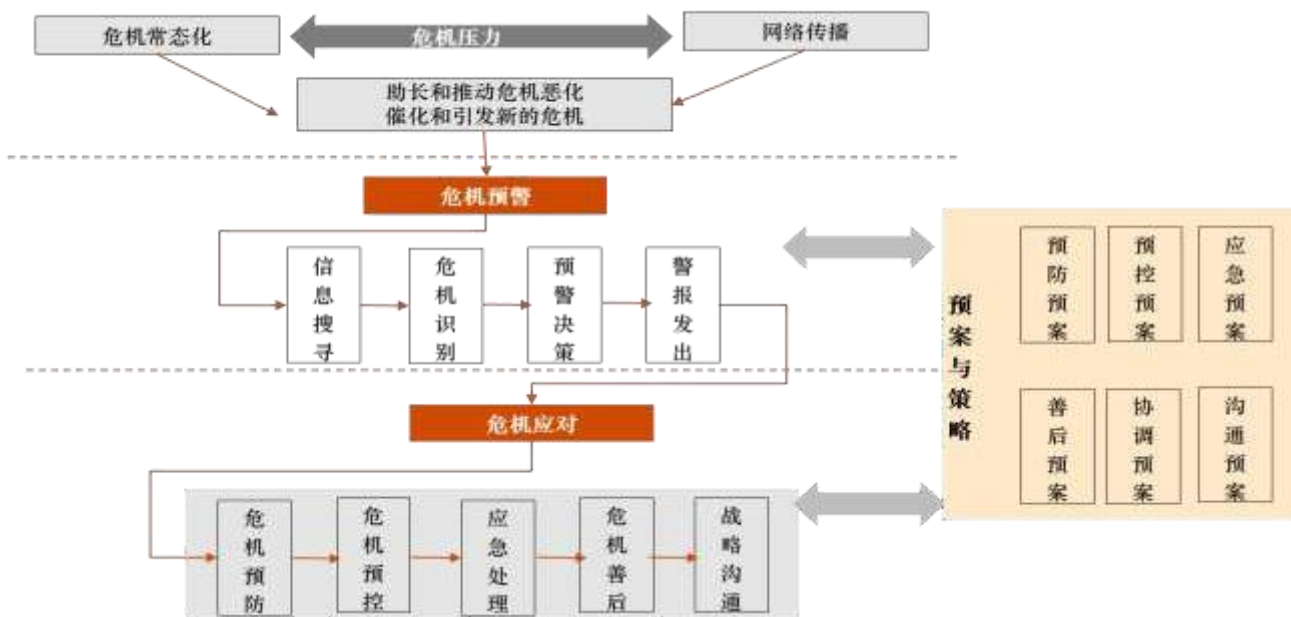 危机常态化
危机压力
网络传播
助长和推动危机恶化
催化和引发新的危机
危机预警
信息搜寻
危机识别
预警决策
警报发出
危机应对
危机预防
危机预控
应急处理
危机善后
战略沟通
预案与策略
预防预案
预控预案
应急预案
善后预案
协调预案
沟通预案